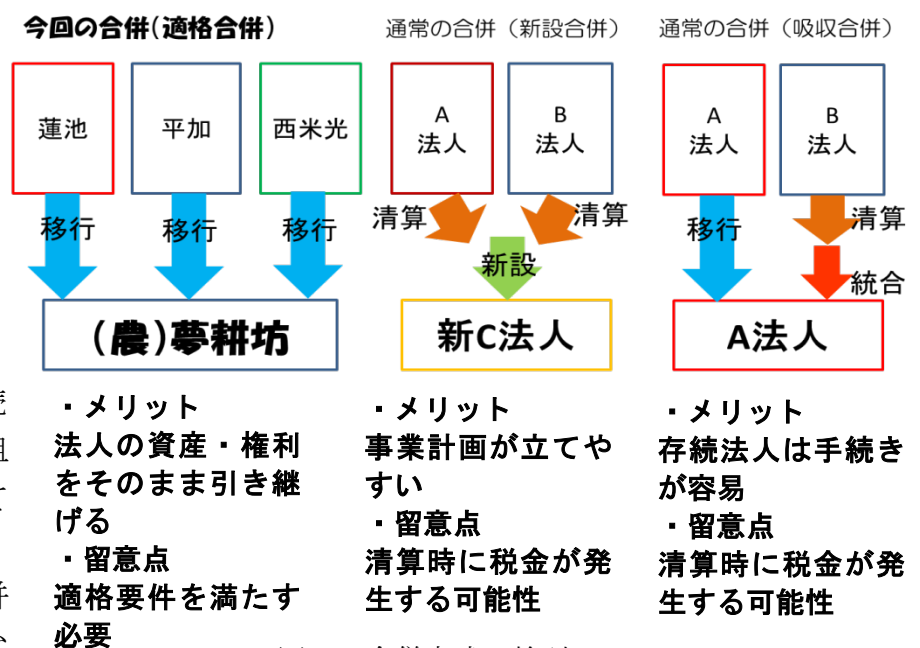 今回の合併(適格合併)
蓮池
平加
西米光
移行
移行
移行
(農)夢耕坊
・メリット
法人の資産・権利
をそのまま引き継
げる
・留意点
適格要件を満たす
必要
通常の合併（新設合併）
A
法人
B
法人
清算
清算
新設
新C法人
・メリット
事業計画が立てや
すい
・留意点
清算時に税金が発
生する可能性
通常の合併（吸収合併）
A
法人
B
法人
移行
清算
統合
A法人
・メリット
存続法人は手続き
が容易
・留意点
清算時に税金が発
生する可能性